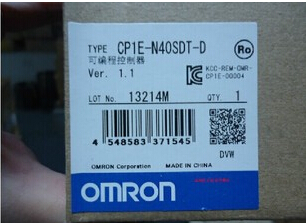 TYPE CP1E-N40SDT-D
可编程控制器
Ver. 1.1
Ro
KCC-REM-OMR-
CP1E-00004
LOT No. 13214M QTY. 1
4 548583 371545
DVW
OMRON Corporation MADE IN CHINA
OMRON